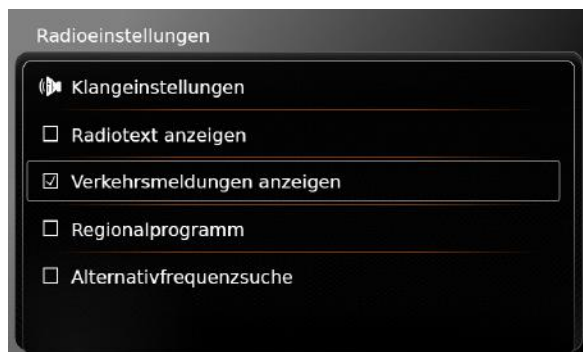 Radioeinstellungen
Klangeinstellungen
Radiotext anzeigen
Verkehrsmeldungen anzeigen
Regionalprogramm
Alternativfrequenzsuche